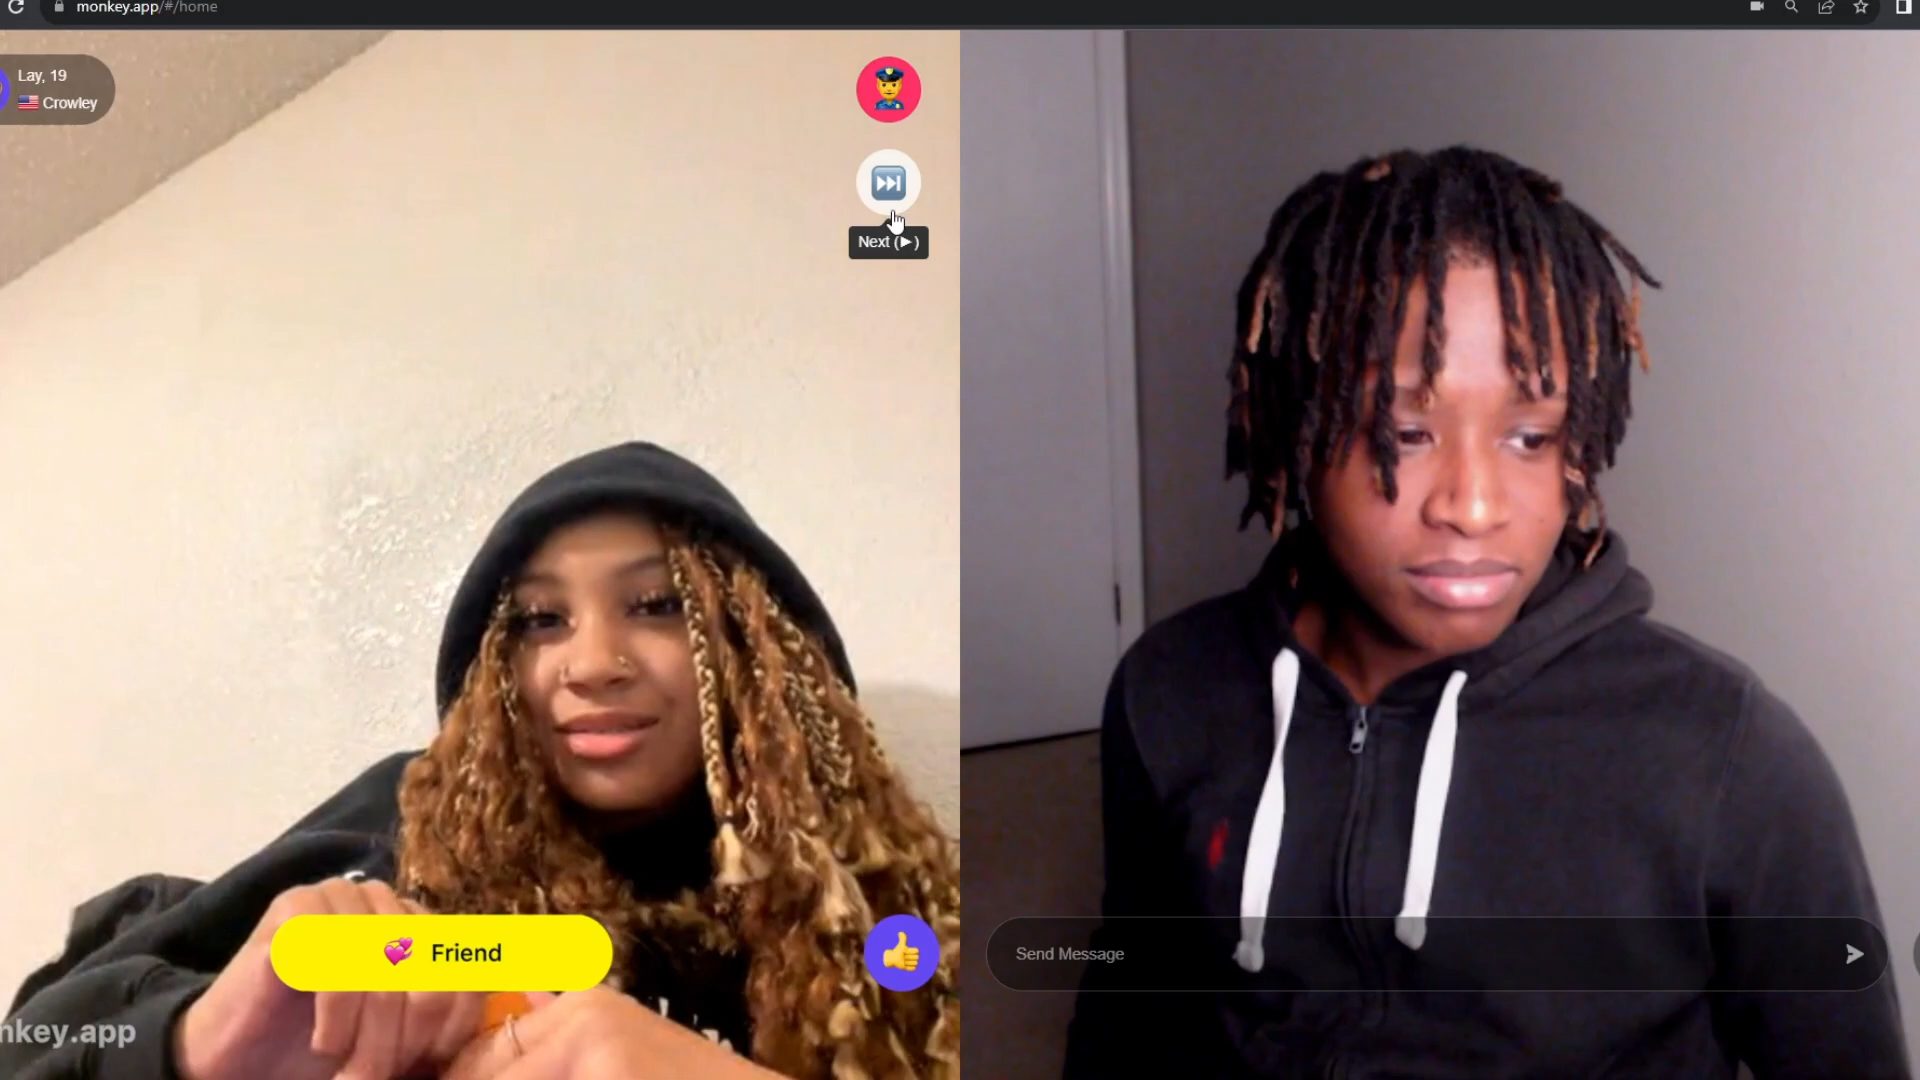 monkey.app/#/home
Lay, 19
Crowley
Next (▶)
Friend
Send Message
nkey.app